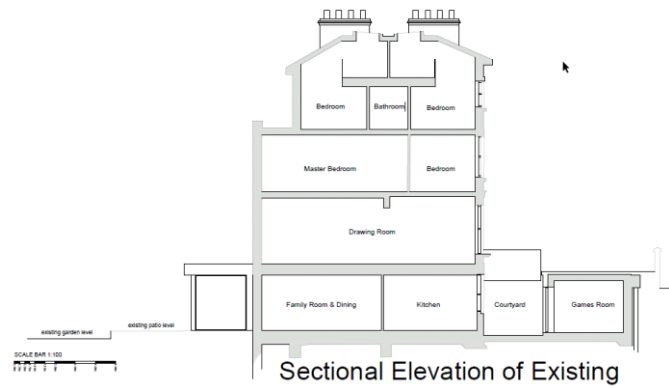 Bedroom
Bathroom
Bedroom
Master Bedroom
Bedroom
Drawing Room
Family Room & Dining
Kitchen
Courtyard
Games Room
existing garden level
existing patio level
SCALE BAR 1:100
Sectional Elevation of Existing